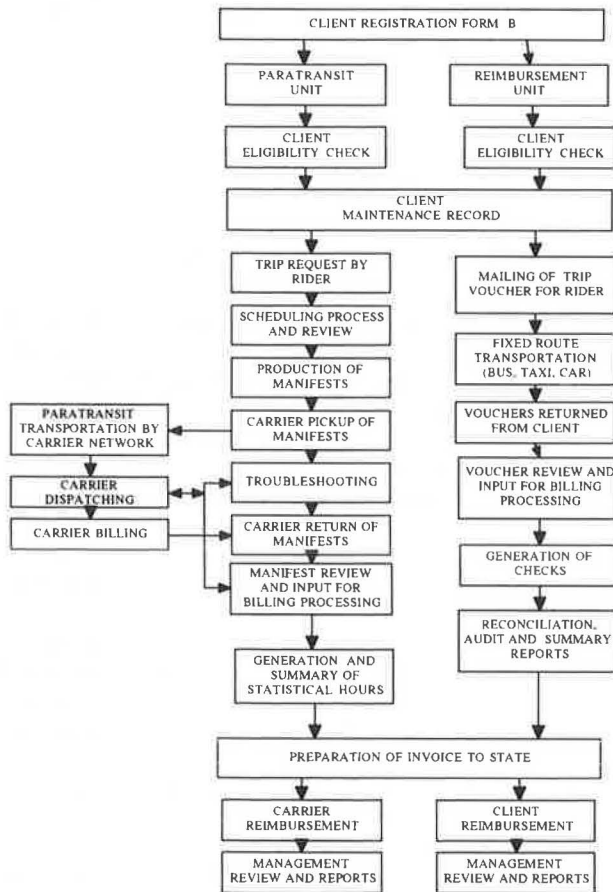 CLIENT REGISTRATION FORM B
PARATRANSIT
UNIT
REIMBURSEMENT
UNIT
CLIENT
ELIGIBILITY CHECK
CLIENT
ELIGIBILITY CHECK
CLIENT
MAINTENANCE RECORD
TRIP REQUEST BY
RIDER
SCHEDULING PROCESS
AND REVIEW
PRODUCTION OF
MANIFESTS
CARRIER PICKUP OF
MANIFESTS
PARATRANSIT
TRANSPORTATION BY
CARRIER NETWORK
CARRIER
DISPATCHING
CARRIER BILLING
TROUBLESHOOTING
CARRIER RETURN OF
MANIFESTS
MANIFEST REVIEW
AND INPUT FOR
BILLING PROCESSING
GENERATION AND
SUMMARY OF
STATISTICAL HOURS
MAILING OF TRIP
VOUCHER FOR RIDER
FIXED ROUTE
TRANSPORTATION
(BUS, TAXI, CAR)
VOUCHERS RETURNED
FROM CLIENT
VOUCHER REVIEW AND
INPUT FOR BILLING
PROCESSING
GENERATION OF
CHECKS
RECONCILIATION,
AUDIT AND SUMMARY
REPORTS
PREPARATION OF INVOICE TO STATE
CARRIER
REIMBURSEMENT
CLIENT
REIMBURSEMENT
MANAGEMENT
REVIEW AND REPORTS
MANAGEMENT
REVIEW AND REPORTS